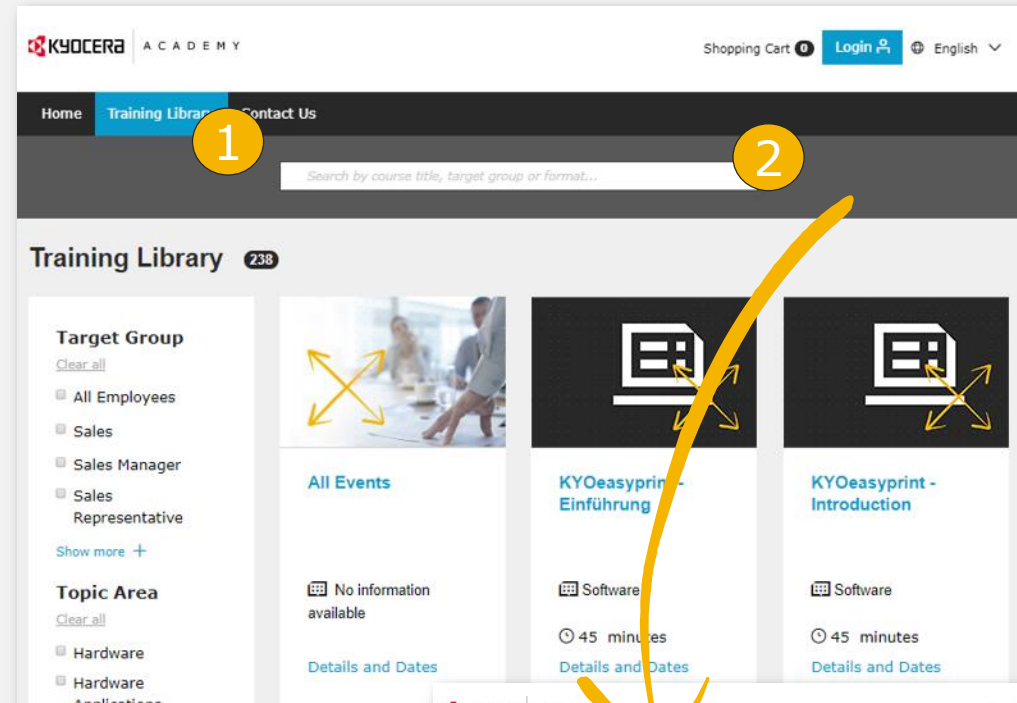 KYOCERA ACADEMY
Shopping Cart 0 Login English
Home Training Library Contact Us
1
2
Search by course title, target group or format...
Training Library 238
Target Group
Clear all
All Employees
Sales
Sales Manager
Sales
Representative
Show more +
Topic Area
Clear all
Hardware
Hardware
Applications
All Events
No information
available
Details and Dates
KYOeasyprint -
Einführung
Software
45 minutes
Details and Dates
KYOeasyprint -
Introduction
Software
45 minutes
Details and Dates